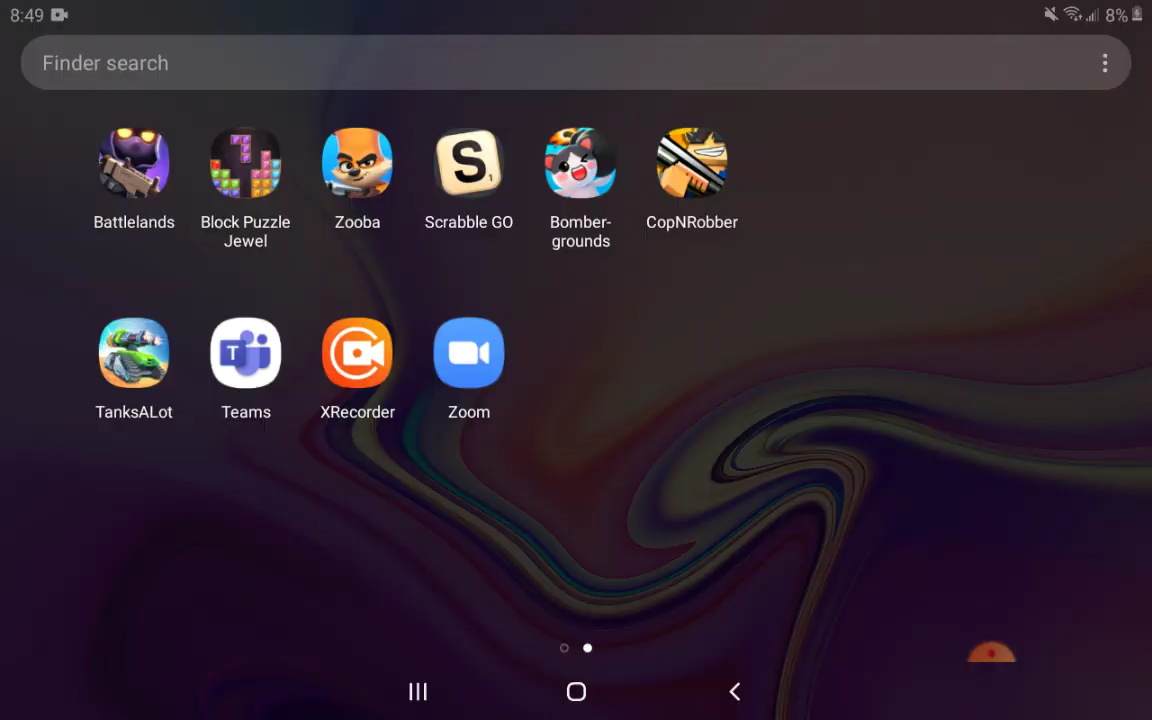 8:49
8%
Finder search
Battlelands
Block Puzzle
Jewel
Zooba
S1
Scrabble GO
Bomber-
grounds
CopNRobber
TanksALot
T
Teams
XRecorder
Zoom